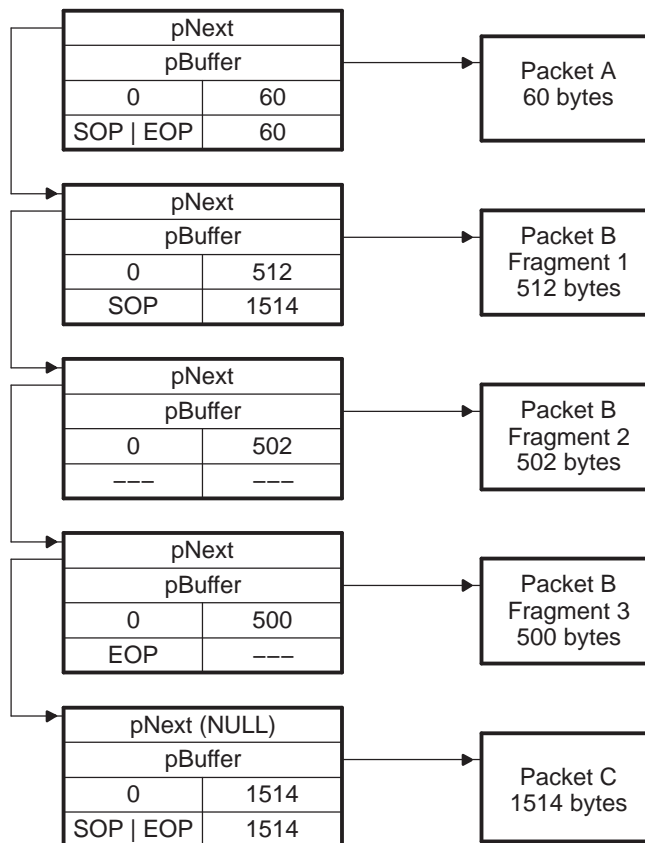 pNext
pBuffer
0 60
SOP | EOP 60
Packet A
60 bytes
pNext
pBuffer
0 512
SOP 1514
Packet B
Fragment 1
512 bytes
pNext
pBuffer
0 502
––– –––
Packet B
Fragment 2
502 bytes
pNext
pBuffer
0 500
EOP –––
Packet B
Fragment 3
500 bytes
pNext (NULL)
pBuffer
0 1514
SOP | EOP 1514
Packet C
1514 bytes